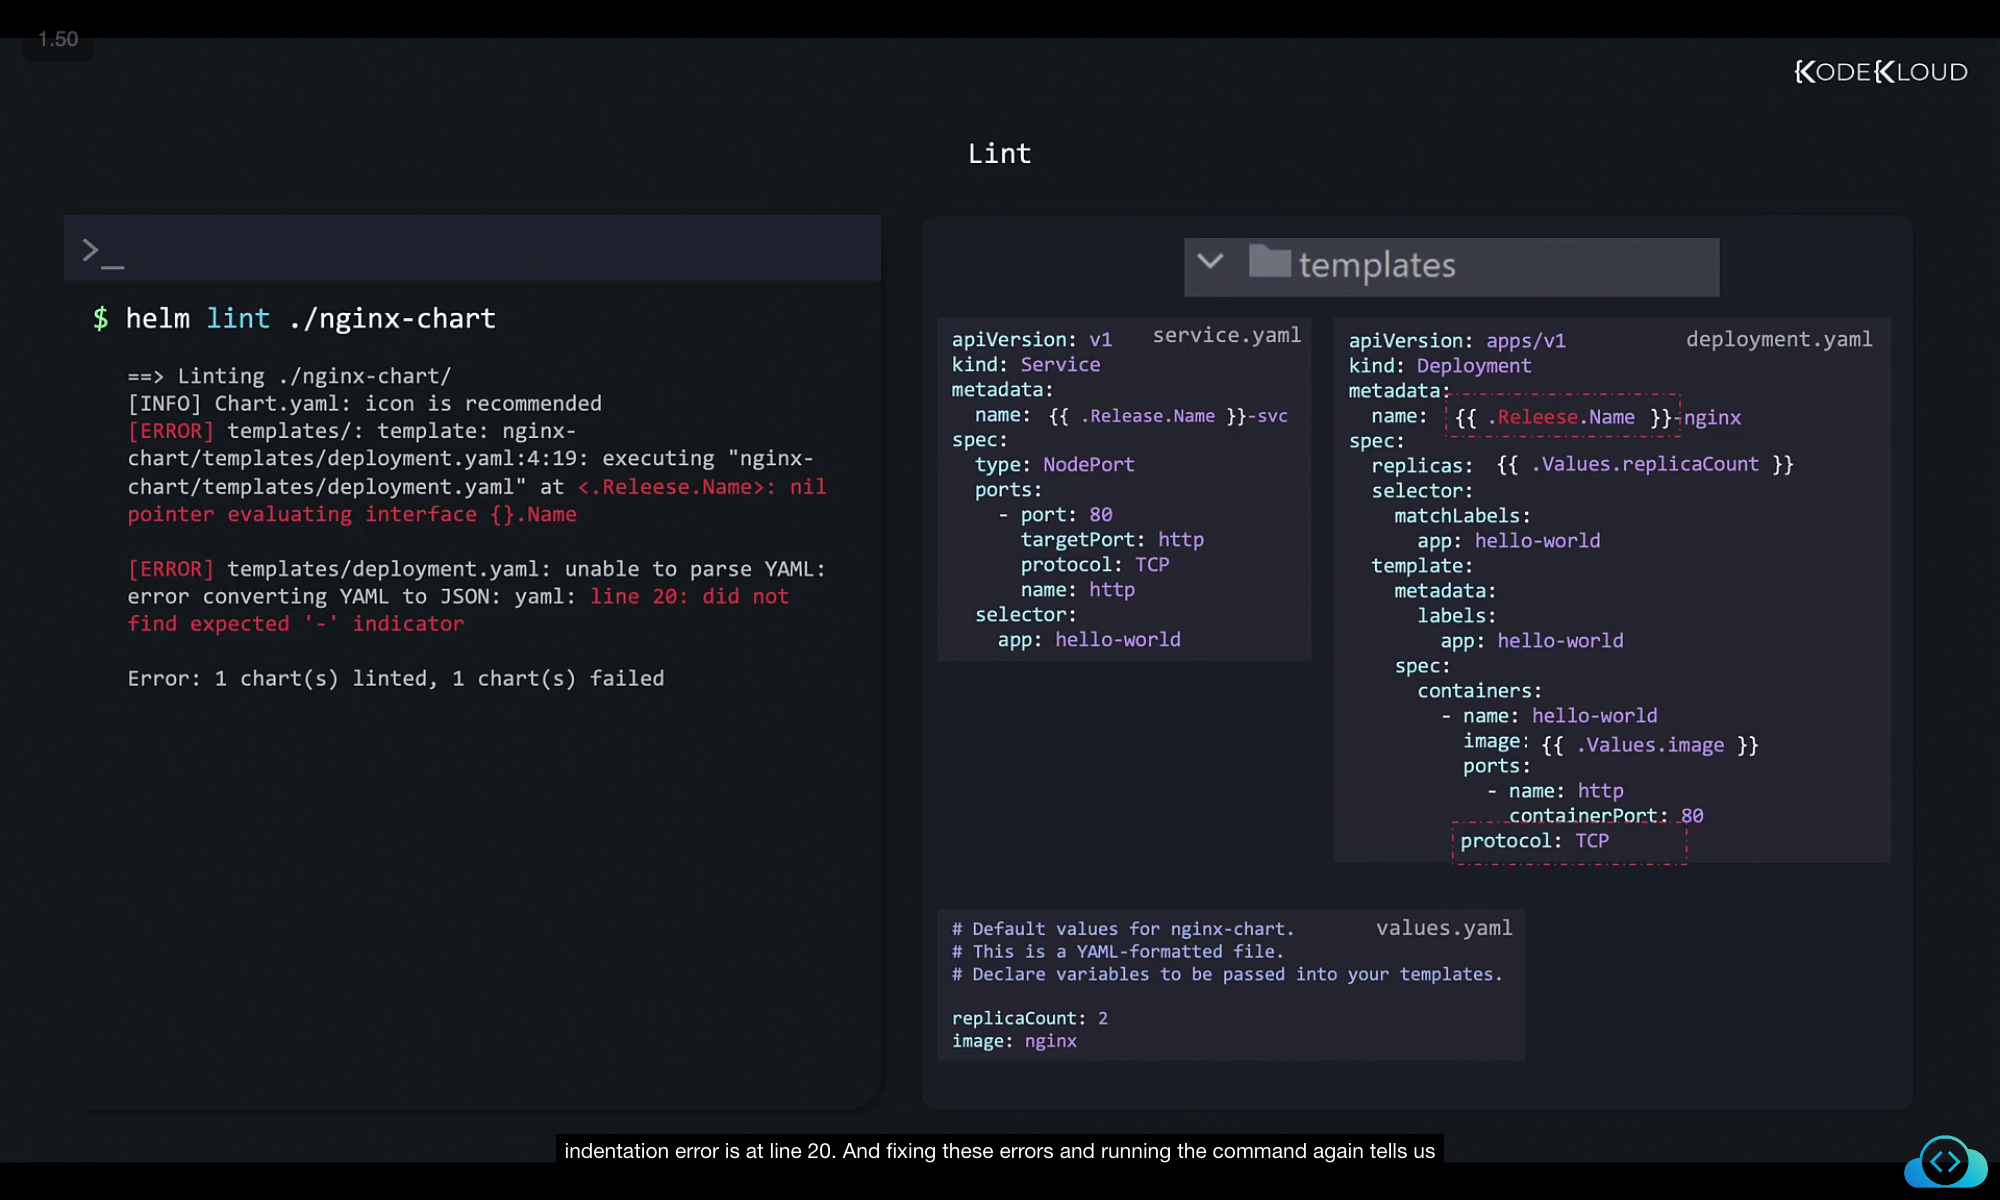 1.50
KODEKLOUD
Lint
>_
$ helm lint ./nginx-chart
==> Linting ./nginx-chart/
[INFO] Chart.yaml: icon is recommended
[ERROR] templates/: template: nginx-
chart/templates/deployment.yaml:4:19: executing "nginx-
chart/templates/deployment.yaml" at <.Releese.Name>: nil
pointer evaluating interface {}.Name
[ERROR] templates/deployment.yaml: unable to parse YAML:
error converting YAML to JSON: yaml: line 20: did not
find expected '-' indicator
Error: 1 chart(s) linted, 1 chart(s) failed
templates
service.yaml
apiVersion: v1
kind: Service
metadata:
  name: {{ .Release.Name }}-svc
spec:
  type: NodePort
  ports:
    - port: 80
      targetPort: http
      protocol: TCP
      name: http
  selector:
    app: hello-world
deployment.yaml
apiVersion: apps/v1
kind: Deployment
metadata:
  name: {{ .Releese.Name }}-nginx
spec:
  replicas: {{ .Values.replicaCount }}
  selector:
    matchLabels:
      app: hello-world
  template:
    metadata:
      labels:
        app: hello-world
    spec:
      containers:
        - name: hello-world
          image: {{ .Values.image }}
          ports:
            - name: http
              containerPort: 80
          protocol: TCP
values.yaml
# Default values for nginx-chart.
# This is a YAML-formatted file.
# Declare variables to be passed into your templates.
replicaCount: 2
image: nginx
indentation error is at line 20. And fixing these errors and running the command again tells us